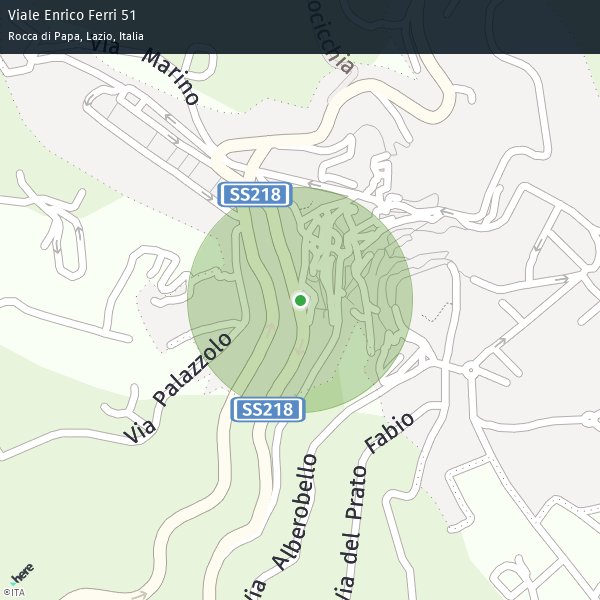 Viale Enrico Ferri 51
Rocca di Papa, Lazio, Italia
Via Marino
SS218
Via Palazzolo
SS218
Via Alberobello
Via del Prato Fabio
here
©ITA